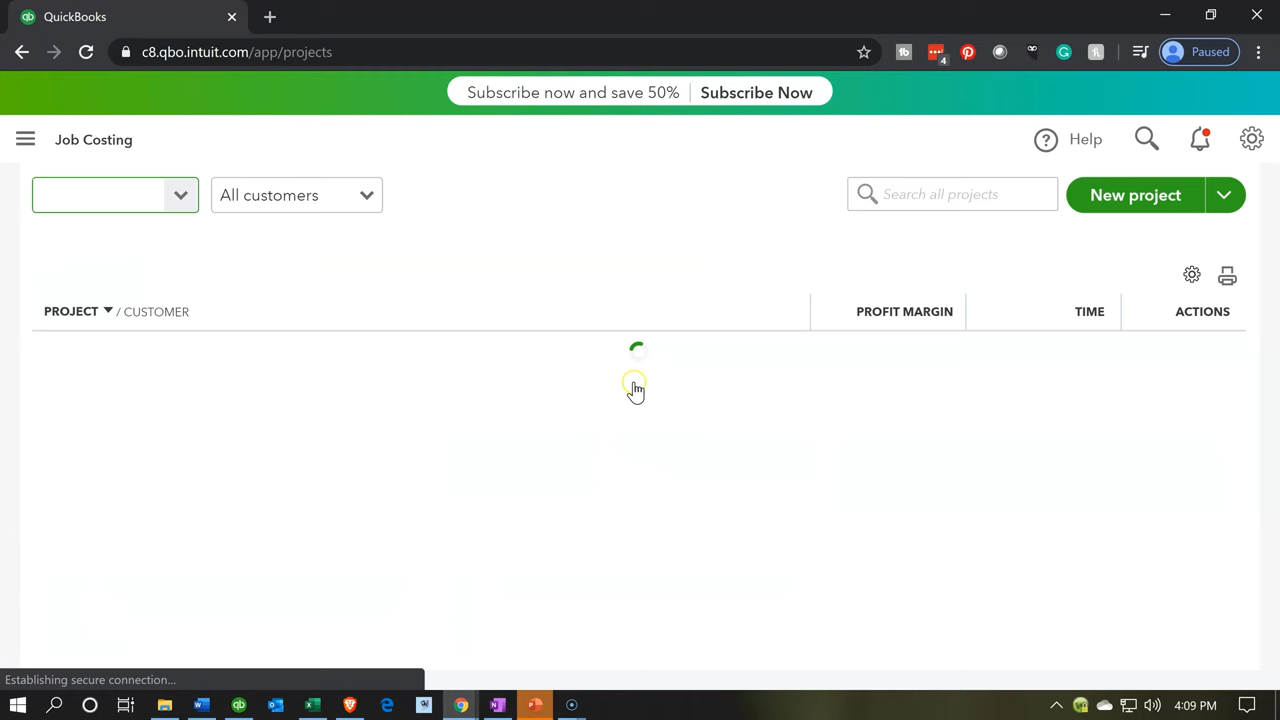 QuickBooks
c8.qbo.intuit.com/app/projects
4
Paused
Subscribe now and save 50% Subscribe Now
Job Costing
Help
All customers
Search all projects
New project
PROJECT / CUSTOMER PROFIT MARGIN TIME ACTIONS
Establishing secure connection...
4:09 PM